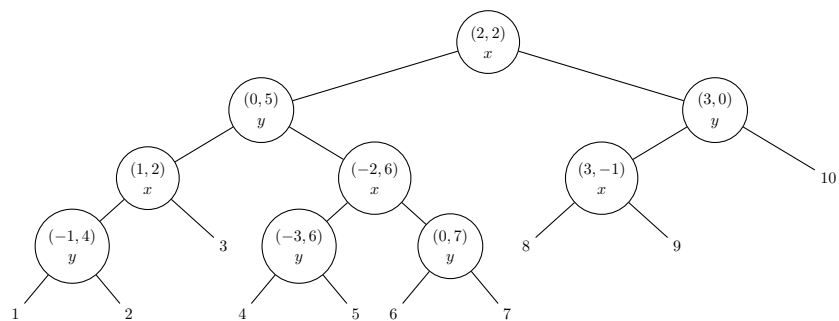 (2, 2)
x
(0, 5)
y
(3, 0)
y
(1, 2)
x
(−2, 6)
x
(3, −1)
x
10
(−1, 4)
y
3
(−3, 6)
y
(0, 7)
y
8
9
1
2
4
5
6
7